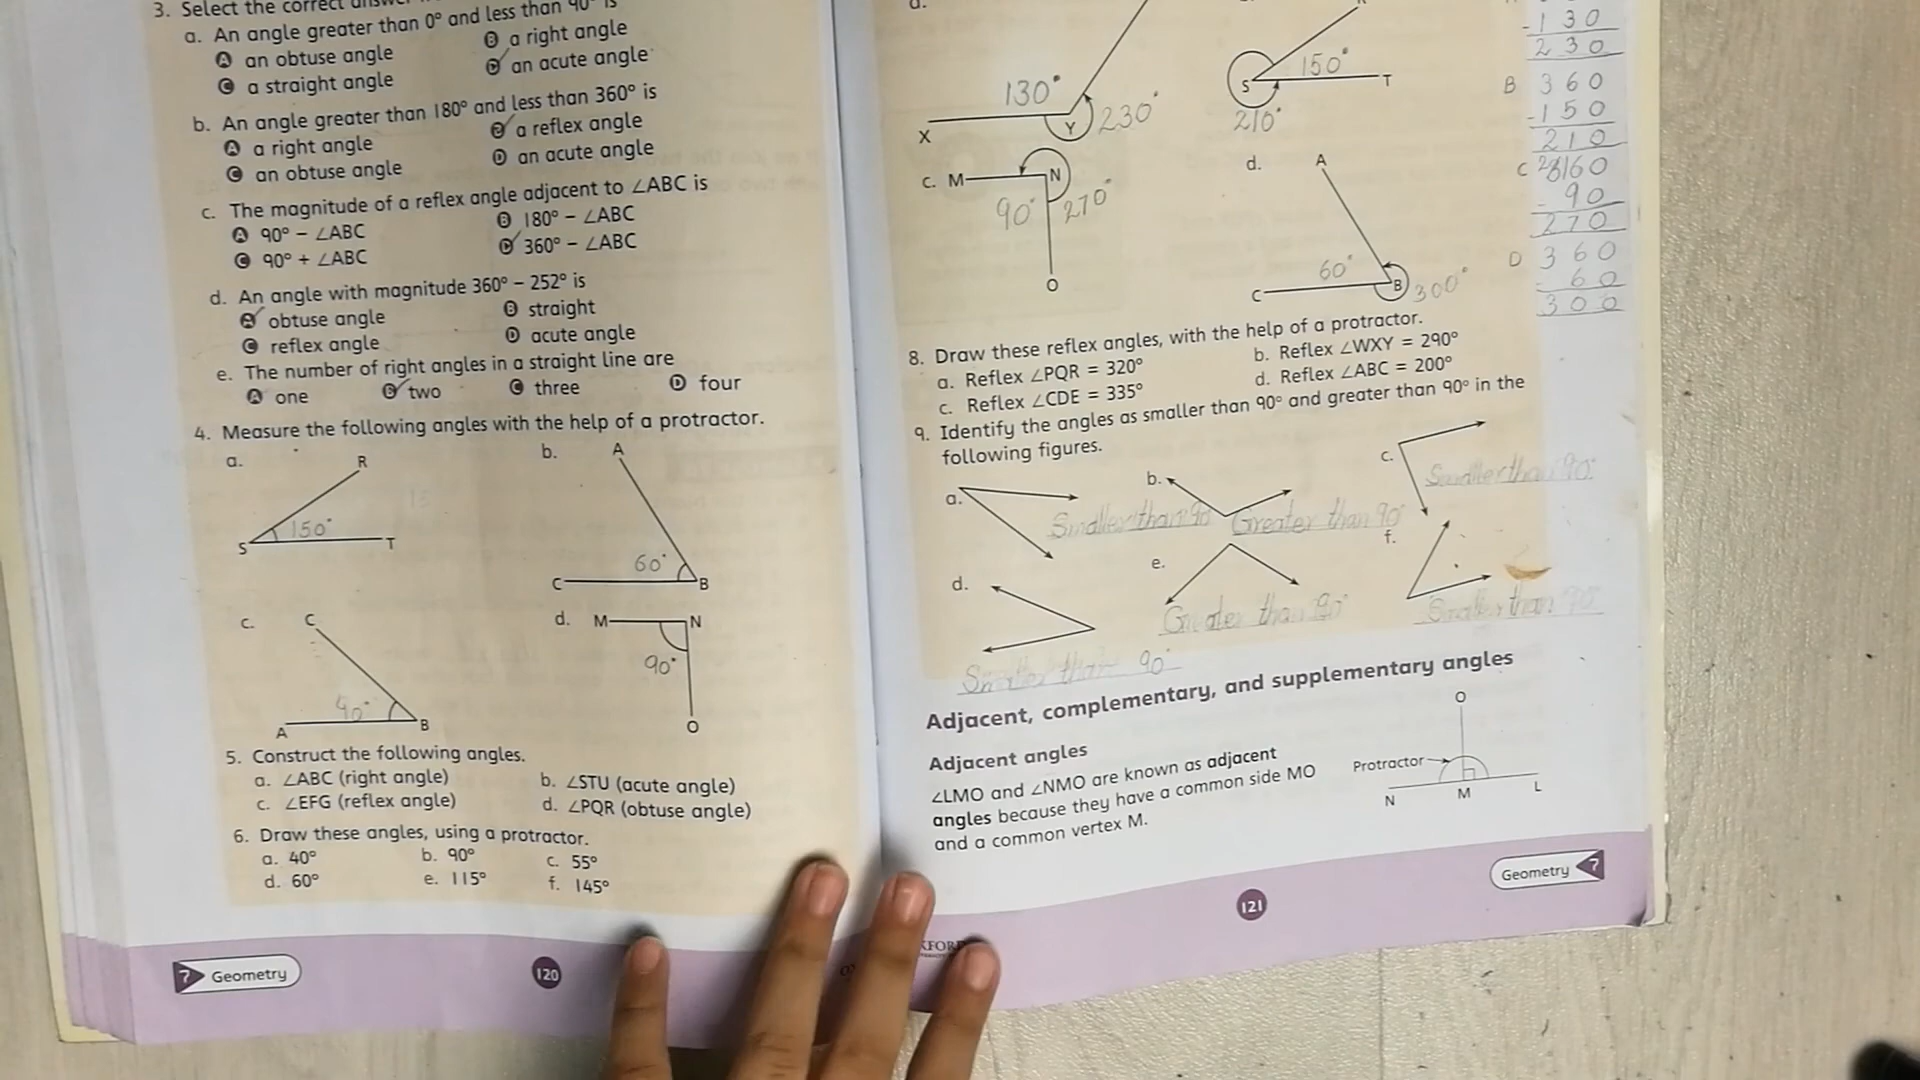 3. Select the correct
a. An angle greater than 0° and less than 90° is
A an obtuse angle
B a right angle
C a straight angle
D an acute angle
b. An angle greater than 180° and less than 360° is
A a right angle
B a reflex angle
C an obtuse angle
D an acute angle
c. The magnitude of a reflex angle adjacent to ∠ABC is
A 90° – ∠ABC
B 180° – ∠ABC
C 90° + ∠ABC
D 360° – ∠ABC
d. An angle with magnitude 360° – 252° is
A obtuse angle
B straight
C reflex angle
D acute angle
e. The number of right angles in a straight line are
A one B two C three D four
4. Measure the following angles with the help of a protractor.
a. R
150°
S T
b. A
60°
C B
c. C
A B
d. M N
90°
O
5. Construct the following angles.
a. ∠ABC (right angle) b. ∠STU (acute angle)
c. ∠EFG (reflex angle) d. ∠PQR (obtuse angle)
6. Draw these angles, using a protractor.
a. 40° b. 90° c. 55°
d. 60° e. 115° f. 145°
7 Geometry
120
130°
X Y 230°
S 150° T
210°
c. M N
90° 270°
O
d. A
60°
C B 300°
-130
230
B 360
-150
210
C
- 90
270
D 360
- 60
300
8. Draw these reflex angles, with the help of a protractor.
a. Reflex ∠PQR = 320° b. Reflex ∠WXY = 290°
c. Reflex ∠CDE = 335° d. Reflex ∠ABC = 200°
9. Identify the angles as smaller than 90° and greater than 90° in the
following figures.
a. Smaller than 90
b. Greater than 90°
c. Smaller than 90°
d. Smaller than 90°
e. Greater than 90°
f. Smaller than 90°
Adjacent, complementary, and supplementary angles
Adjacent angles
∠LMO and ∠NMO are known as adjacent
angles because they have a common side MO
and a common vertex M.
O
Protractor
N M L
Geometry 7
121